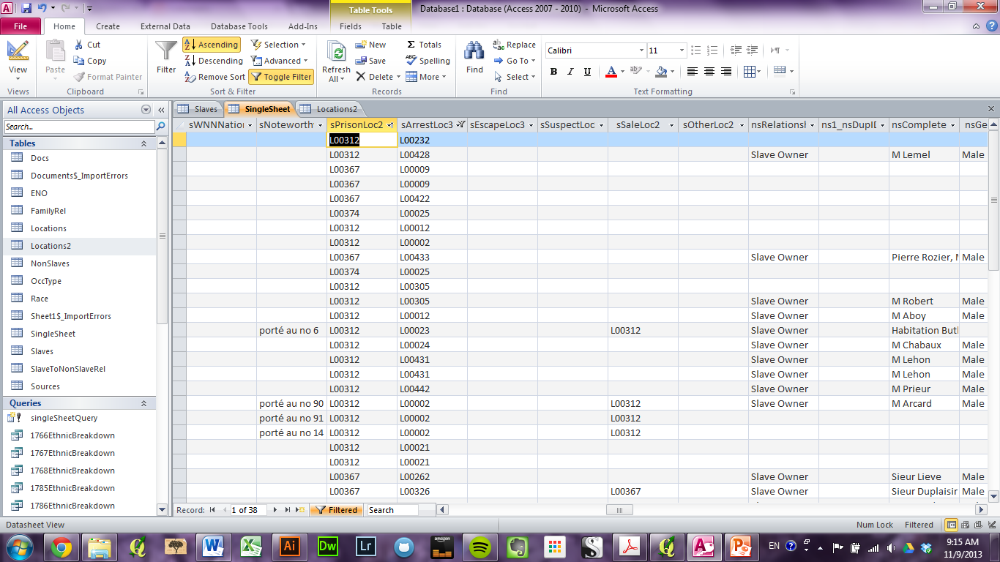 Table Tools
Database1 : Database (Access 2007 - 2010) - Microsoft Access
File Home Create External Data Database Tools Add-Ins Fields Table
View
Views
Paste
Cut
Copy
Format Painter
Clipboard
Filter
Ascending
Descending
Remove Sort
Selection
Advanced
Toggle Filter
Sort & Filter
Refresh All
New
Save
Delete
Totals
Spelling
More
Records
Find
Replace
Go To
Select
Find
Calibri 11
B I U A ab
Text Formatting
All Access Objects
Search...
Tables
Docs
Documents$_ImportErrors
ENO
FamilyRel
Locations
Locations2
NonSlaves
OccType
Race
Sheet1$_ImportErrors
SingleSheet
Slaves
SlaveToNonSlaveRel
Sources
Queries
singleSheetQuery
1766EthnicBreakdown
1767EthnicBreakdown
1768EthnicBreakdown
1785EthnicBreakdown
1786EthnicBreakdown
Slaves SingleSheet Locations2
sWNNNation sNoteworth sPrisonLoc2 sArrestLoc3 sEscapeLoc3 sSuspectLoc sSaleLoc2 sOtherLoc2 nsRelationsh ns1_nsDupID nsComplete nsGe
L00312 L00232
L00312 L00428 Slave Owner M Lemel Male
L00367 L00009
L00367 L00009
L00367 L00422
L00374 L00025
L00312 L00012
L00312 L00002
L00367 L00433 Slave Owner Pierre Rozier, M Male
L00374 L00025
L00312 L00305
L00312 L00305 Slave Owner M Robert Male
L00312 L00012 Slave Owner M Aboy Male
porté au no 6 L00312 L00023 L00312 Slave Owner Habitation Butl
L00312 L00024 Slave Owner M Chabaux Male
L00312 L00431 Slave Owner M Lehon Male
L00312 L00431 Slave Owner M Lehon Male
L00312 L00442 Slave Owner M Prieur Male
porté au no 90 L00312 L00002 L00312 Slave Owner M Arcard Male
porté au no 91 L00312 L00002 L00312
porté au no 14 L00312 L00002 L00312
L00312 L00021
L00312 L00021
L00367 L00262 Slave Owner Sieur Lieve Male
L00367 L00326 L00367 Slave Owner Sieur Duplaisir Male
Record: 1 of 38 Filtered Search
Datasheet View Num Lock Filtered
W Ai Dw Lr amazon S A P
EN 9:15 AM
11/9/2013